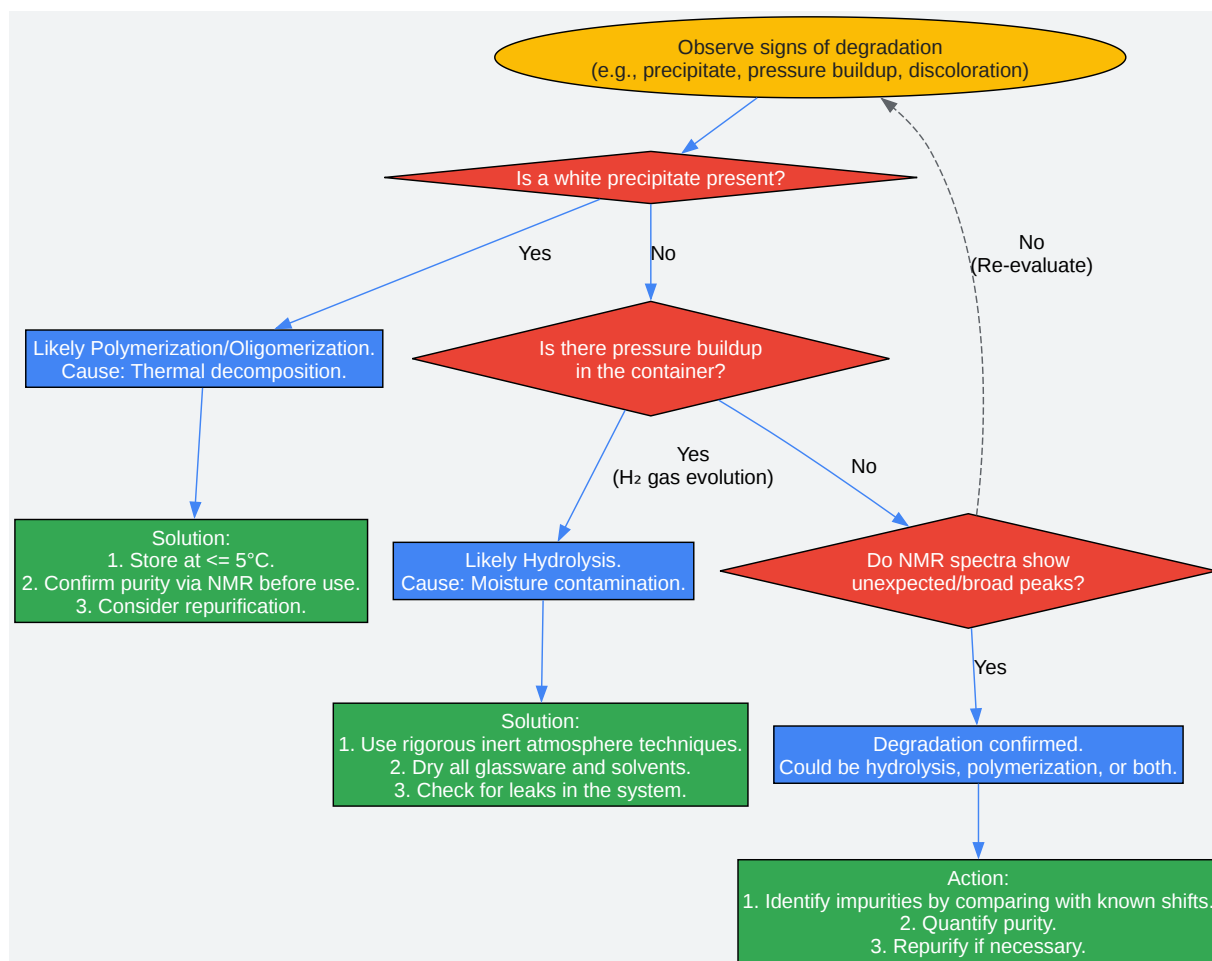 Observe signs of degradation
(e.g., precipitate, pressure buildup, discoloration)
Is a white precipitate present?
Yes
No
No
(Re-evaluate)
Likely Polymerization/Oligomerization.
Cause: Thermal decomposition.
Is there pressure buildup
in the container?
Yes
(H₂ gas evolution)
No
Solution:
1. Store at <= 5°C.
2. Confirm purity via NMR before use.
3. Consider repurification.
Likely Hydrolysis.
Cause: Moisture contamination.
Do NMR spectra show
unexpected/broad peaks?
Yes
Solution:
1. Use rigorous inert atmosphere techniques.
2. Dry all glassware and solvents.
3. Check for leaks in the system.
Degradation confirmed.
Could be hydrolysis, polymerization, or both.
Action:
1. Identify impurities by comparing with known shifts.
2. Quantify purity.
3. Repurify if necessary.